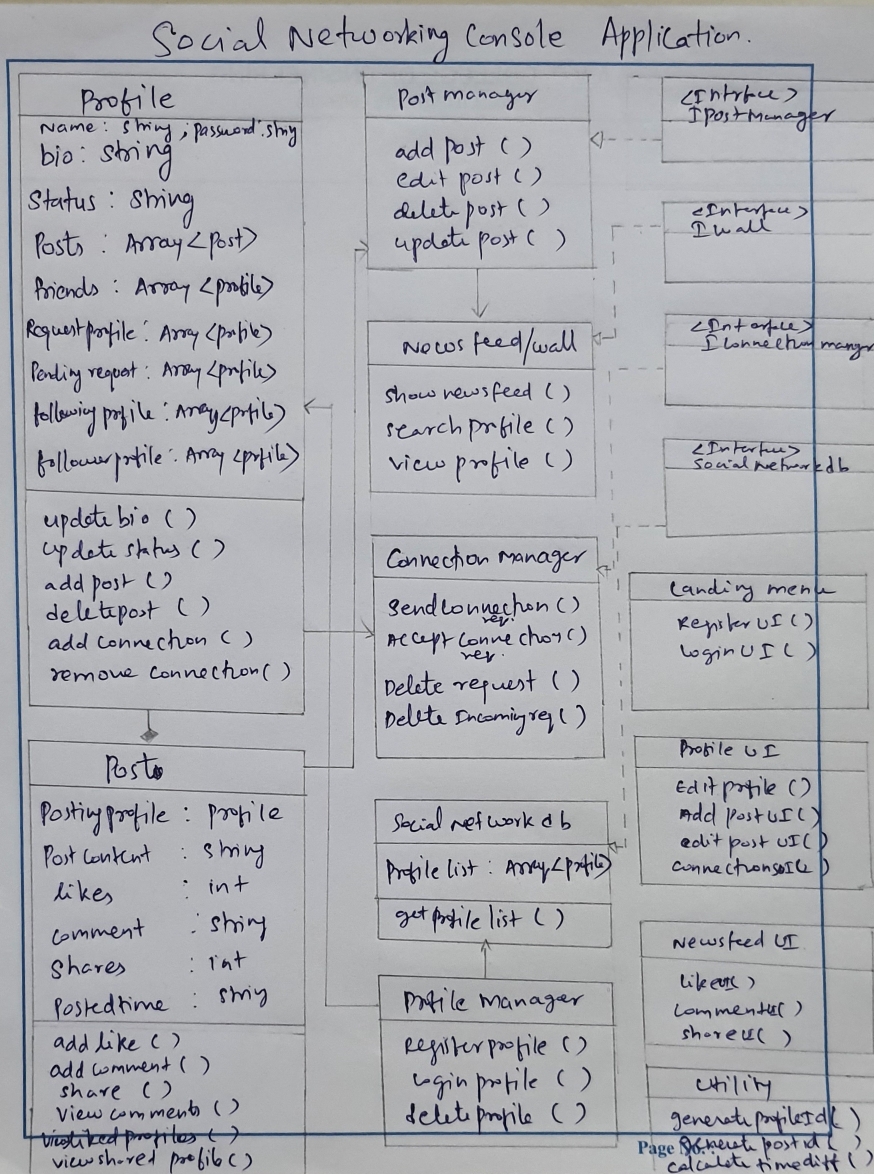 Social Networking Console Application.
Profile
Name : String ; password : stry
bio : String
Status : String
Posts : Array <post>
friends : Array <profile>
Request profile : Array <profile>
Pending request : Array <profile>
following profile : Array <profile>
follower profile : Array <profile>
update bio ( )
update status ( )
add post ( )
delete post ( )
add connection ( )
remove connection ( )
Post
Posting profile : profile
Post content : string
likes : int
comment : string
Shares : int
Posted time : string
add like ( )
add comment ( )
share ( )
view comments ( )
view liked profiles ( )
view shared profile ( )
Post manager
add post ( )
edit post ( )
delete post ( )
update post ( )
News feed/wall
show newsfeed ( )
search profile ( )
view profile ( )
Connection Manager
Send connection ( )
req.
Accept connection ( )
req.
Delete request ( )
Delete Incoming req ( )
Social network db
Profile list : Array <profile>
get profile list ( )
Profile manager
Register profile ( )
login profile ( )
delete profile ( )
<Intrfce>
IPost Manager
<Interface>
I wall
<Interface>
I Connection manger
<Interface>
Social network db
Landing menu
Register UI ( )
login UI ( )
Profile UI
Edit profile ( )
Add Post UI ( )
edit post UI ( )
connections UI ( )
Newsfeed UI
like UI ( )
comment UI ( )
share UI ( )
Utility
generate profile Id ( )
generate post id ( )
calculate time diff ( )
Page